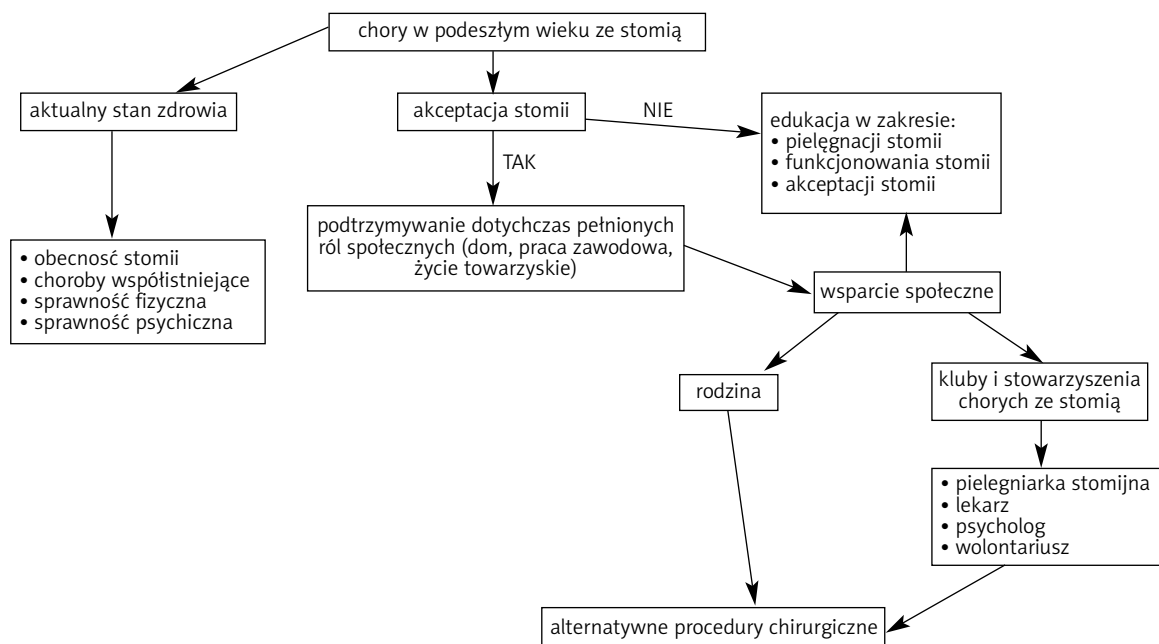 chory w podeszłym wieku ze stomią
aktualny stan zdrowia
akceptacja stomii
NIE
edukacja w zakresie:
• pielęgnacji stomii
• funkcjonowania stomii
• akceptacji stomii
TAK
podtrzymywanie dotychczas pełnionych
ról społecznych (dom, praca zawodowa,
życie towarzyskie)
• obecnosć stomii
• choroby współistniejące
• sprawność fizyczna
• sprawność psychiczna
wsparcie społeczne
rodzina
kluby i stowarzyszenia
chorych ze stomią
• pielegniarka stomijna
• lekarz
• psycholog
• wolontariusz
alternatywne procedury chirurgiczne